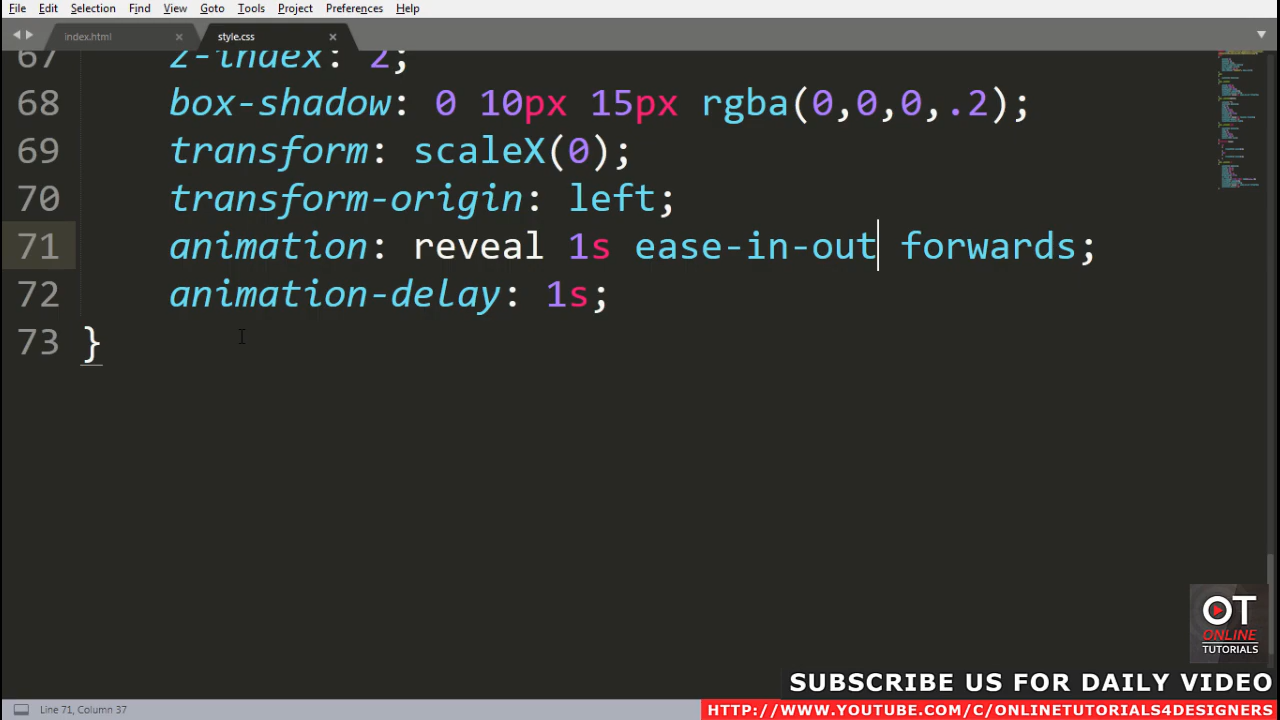 File Edit Selection Find View Goto Tools Project Preferences Help
index.html × style.css ×
67 z-index: 2;
68 box-shadow: 0 10px 15px rgba(0,0,0,.2);
69 transform: scaleX(0);
70 transform-origin: left;
71 animation: reveal 1s ease-in-out forwards;
72 animation-delay: 1s;
73 }
OT
ONLINE
TUTORIALS
SUBSCRIBE US FOR DAILY VIDEO
Line 71, Column 37
HTTP://WWW.YOUTUBE.COM/C/ONLINETUTORIALS4DESIGNERS